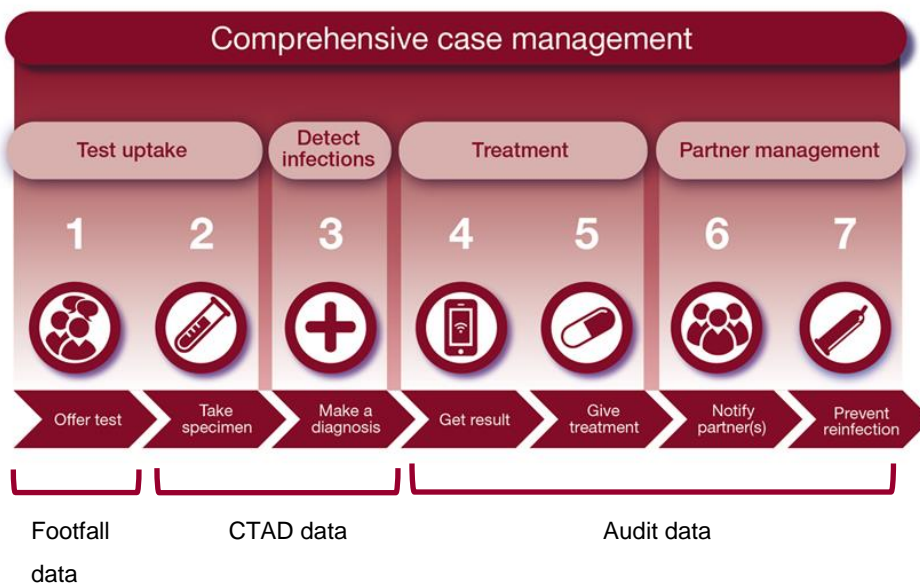 Comprehensive case management
Test uptake
Detect
infections
Treatment
Partner management
1 2 3 4 5 6 7
Offer test
Take
specimen
Make a
diagnosis
Get result
Give
treatment
Notify
partner(s)
Prevent
reinfection
Footfall
data
CTAD data
Audit data